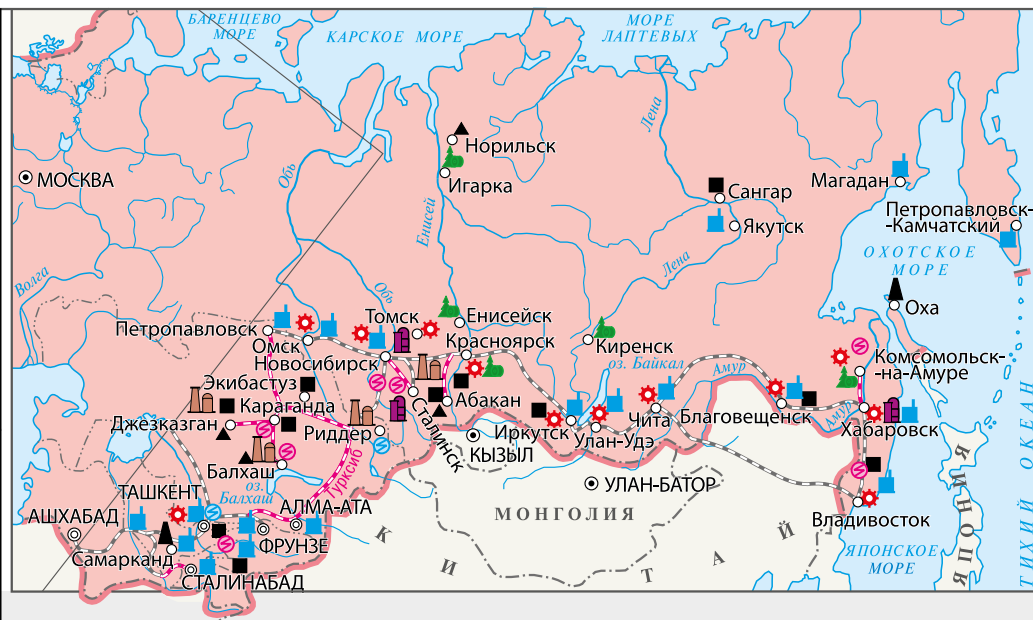 БАРЕНЦЕВО
МОРЕ
КАРСКОЕ МОРЕ
МОРЕ
ЛАПТЕВЫХ
Обь
Лена
Норильск
Игарка
МОСКВА
Сангар
Якутск
Магадан
Петропавловск-
-Камчатский
Енисей
ОХОТСКОЕ
МОРЕ
Лена
Волга
Обь
Оха
Петропавловск
Омск
Томск
Енисейск
Новосибирск
Красноярск
Киренск
оз. Байкал
Амур
Комсомольск-
-на-Амуре
Экибастуз
Караганда
Абакан
Джезказган
Риддер
Сталинск
Иркутск
Улан-Удэ
Чита
Благовещенск
Амур
Хабаровск
КЫЗЫЛ
Балхаш
оз.
Балхаш
Турксиб
УЛАН-БАТОР
ТАШКЕНТ
АЛМА-АТА
МОНГОЛИЯ
Владивосток
АШХАБАД
ФРУНЗЕ
Самарканд
СТАЛИНАБАД
КИТАЙ
ЯПОНСКОЕ
МОРЕ
ЯПОНИЯ
ТИХИЙ ОКЕАН